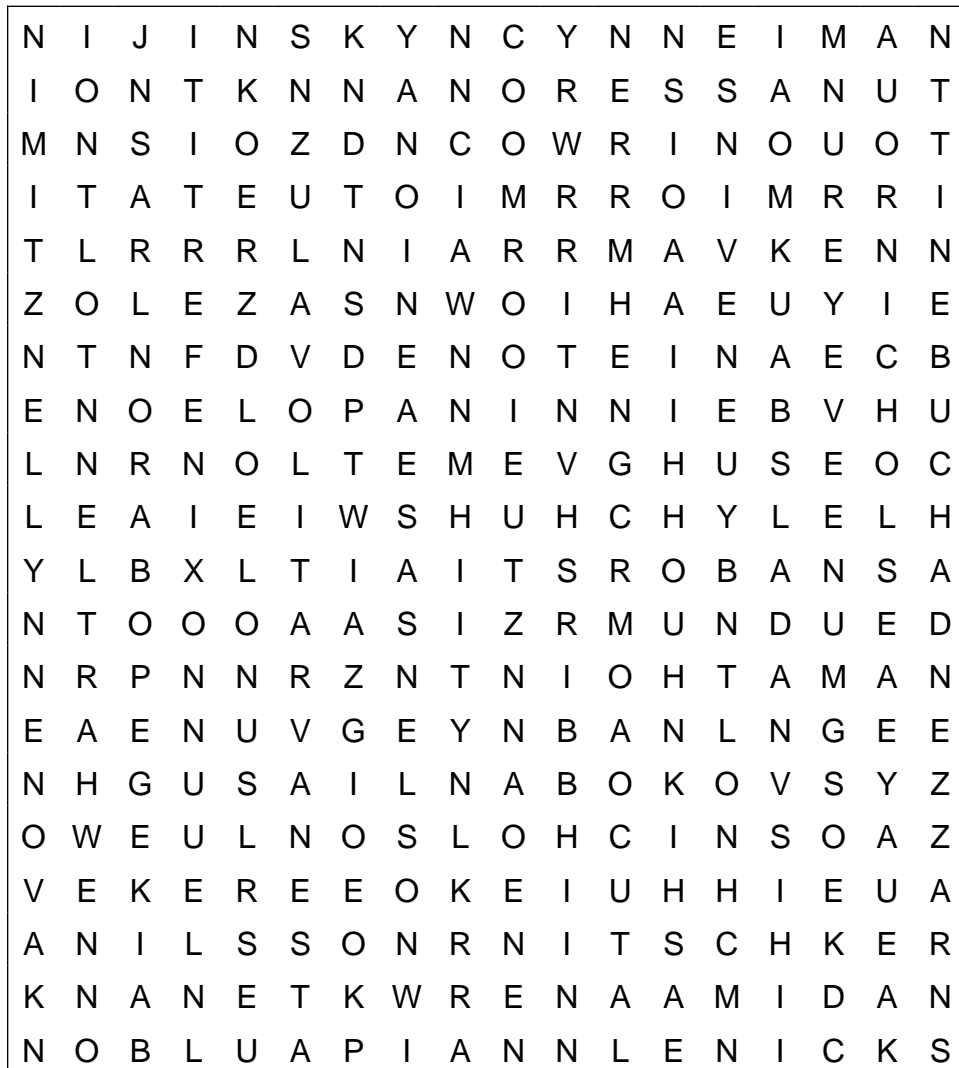 N I J I N S K Y N C Y N N E I M A N
I O N T K N N A N O R E S S A N U T
M N S I O Z D N C O W R I N O U O T
I T A T E U T O I M R R O I M R R I
T L R R R L N I A R R M A V K E N N
Z O L E Z A S N W O I H A E U Y I E
N T N F D V D E N O T E I N A E C B
E N O E L O P A N I N N I E B V H U
L N R N O L T E M E V G H U S E O C
L E A I E I W S H U H C H Y L E L H
Y L B X L T I A I T S R O B A N S A
N T O O O A A S I Z R M U N D U E D
N R P N N R Z N T N I O H T A M A N
E A E N U V G E Y N B A N L N G E E
N H G U S A I L N A B O K O V S Y Z
O W E U L N O S L O H C I N S O A Z
V E K E R E E O K E I U H H I E U A
A N I L S S O N R N I T S C H K E R
K N A N E T K W R E N A A M I D A N
N O B L U A P I A N N L E N I C K S